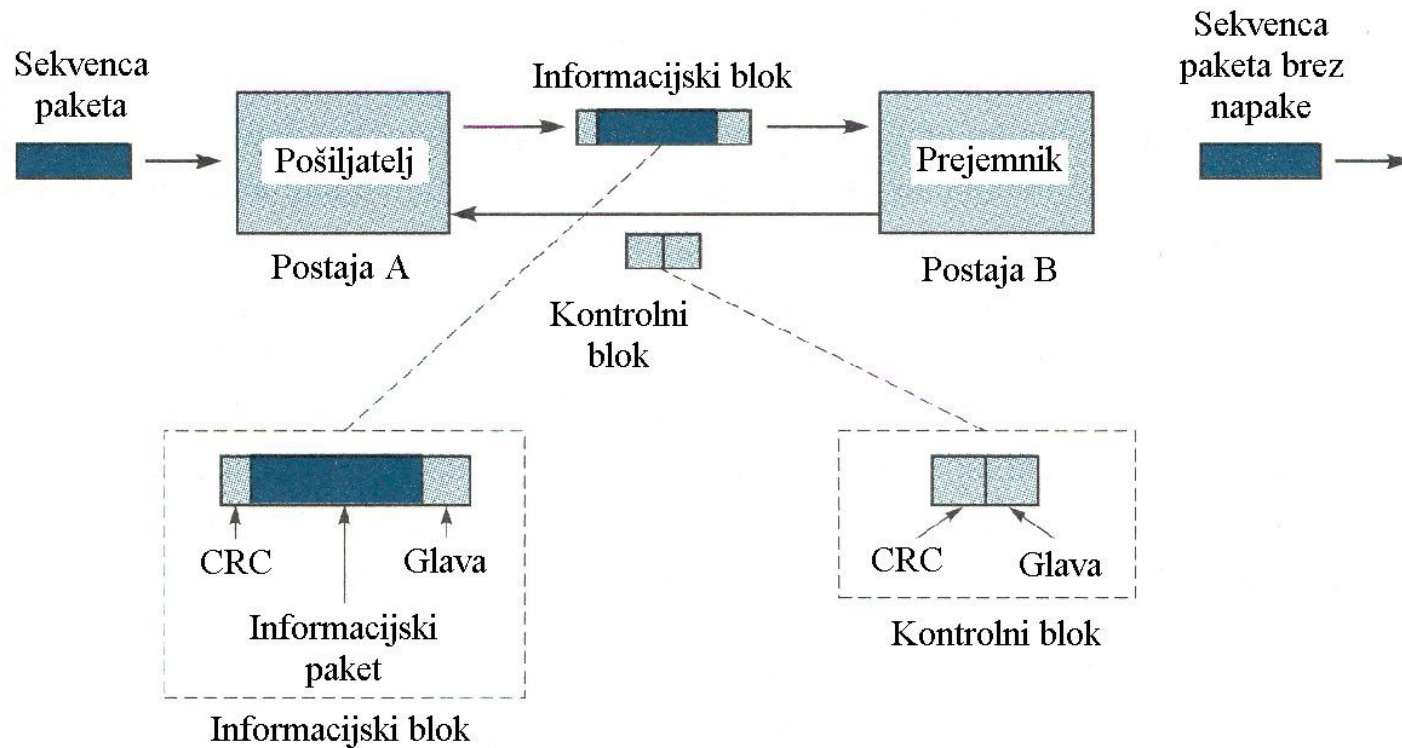 Sekvenca
paketa
Pošiljatelj
Postaja A
Informacijski blok
Kontrolni
blok
Prejemnik
Postaja B
Sekvenca
paketa brez
napake
CRC
Glava
Informacijski
paket
Informacijski blok
CRC
Glava
Kontrolni blok